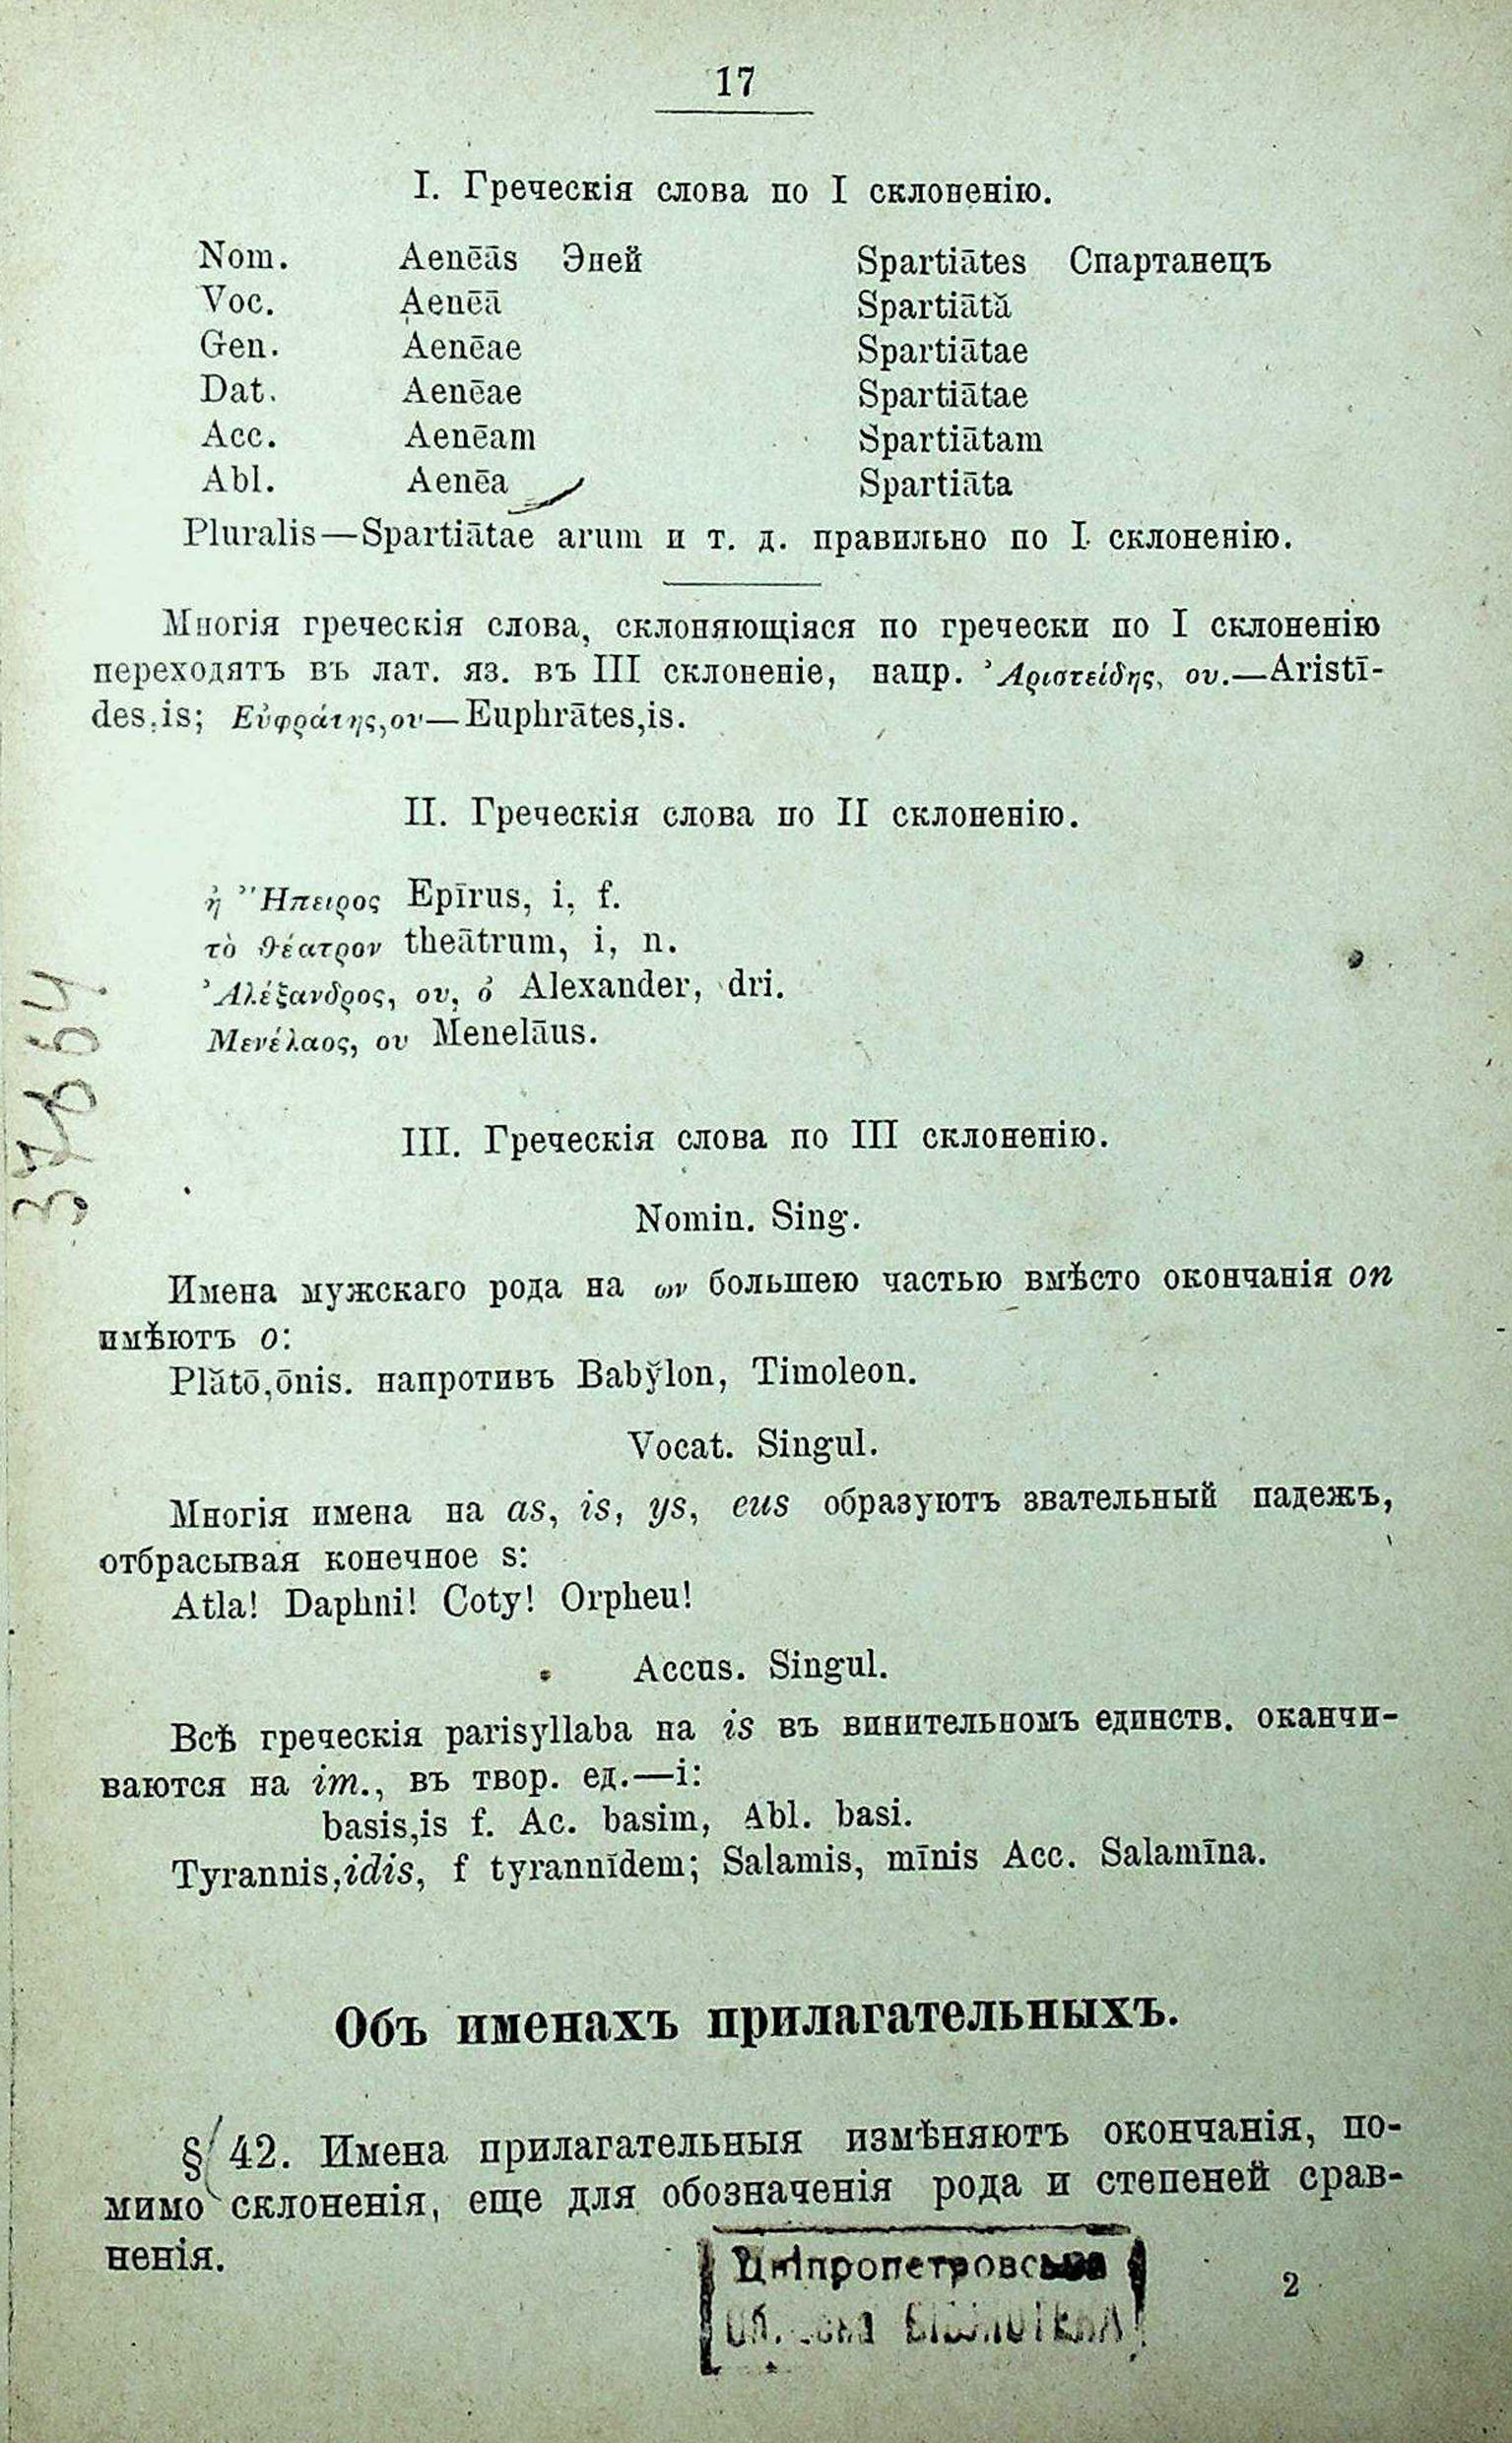 17
I. Греческія слова по I склоненію.
Nom. Aenēās Эней Spartiātes Спартанецъ
Voc. Aenēā Spartiātă
Gen. Aenēae Spartiātae
Dat. Aenēae Spartiātae
Acc. Aenēam Spartiātam
Abl. Aenēa Spartiāta
Pluralis—Spartiātae arum и т. д. правильно по I склоненію.
Многія греческія слова, склоняющіяся по гречески по I склоненію
переходятъ въ лат. яз. въ III склоненіе, напр. Ἀριστείδης, ου.—Aristī-
des,is; Εὐφράτης,ου—Euphrātes,is.
II. Греческія слова по II склоненію.
ἡ Ἤπειρος Epīrus, i, f.
τὸ θέατρον theātrum, i, n.
Ἀλέξανδρος, ου, ὁ Alexander, dri.
Μενέλαος, ου Menelāus.
37864
III. Греческія слова по III склоненію.
Nomin. Sing.
Имена мужскаго рода на ων большею частью вмѣсто окончанія on
имѣютъ o:
Plătō,ōnis. напротивъ Baby̆lon, Timoleon.
Vocat. Singul.
Многія имена на as, is, ys, eus образуютъ звательный падежъ,
отбрасывая конечное s:
Atla! Daphni! Coty! Orpheu!
Accus. Singul.
Всѣ греческія parisyllaba на is въ винительномъ единств. оканчи-
ваются на im., въ твор. ед.—i:
basis,is f. Ac. basim, Abl. basi.
Tyrannis,idis, f tyrannĭdem; Salamis, mīnis Acc. Salamīna.
Объ именахъ прилагательныхъ.
§ 42. Имена прилагательныя измѣняютъ окончанія, по-
мимо склоненія, еще для обозначенія рода и степеней срав-
ненія.
Дніпропетровська
2